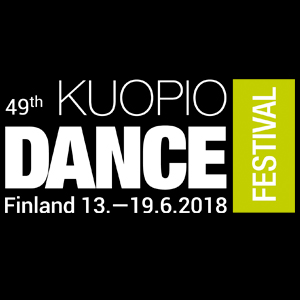 49th KUOPIO
DANCE
FESTIVAL
Finland 13.—19.6.2018